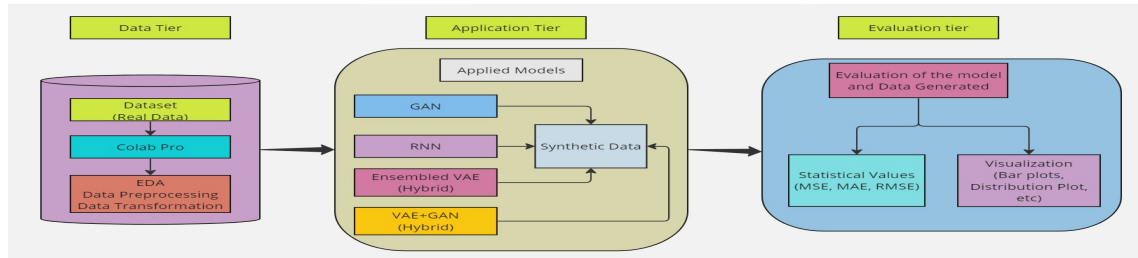 Data Tier
Application Tier
Evaluation tier
Dataset
(Real Data)
Colab Pro
EDA
Data Preprocessing
Data Transformation
Applied Models
GAN
RNN
Ensembled VAE
(Hybrid)
VAE+GAN
(Hybrid)
Synthetic Data
Evaluation of the model
and Data Generated
Statistical Values
(MSE, MAE, RMSE)
Visualization
(Bar plots,
Distribution Plot,
etc)